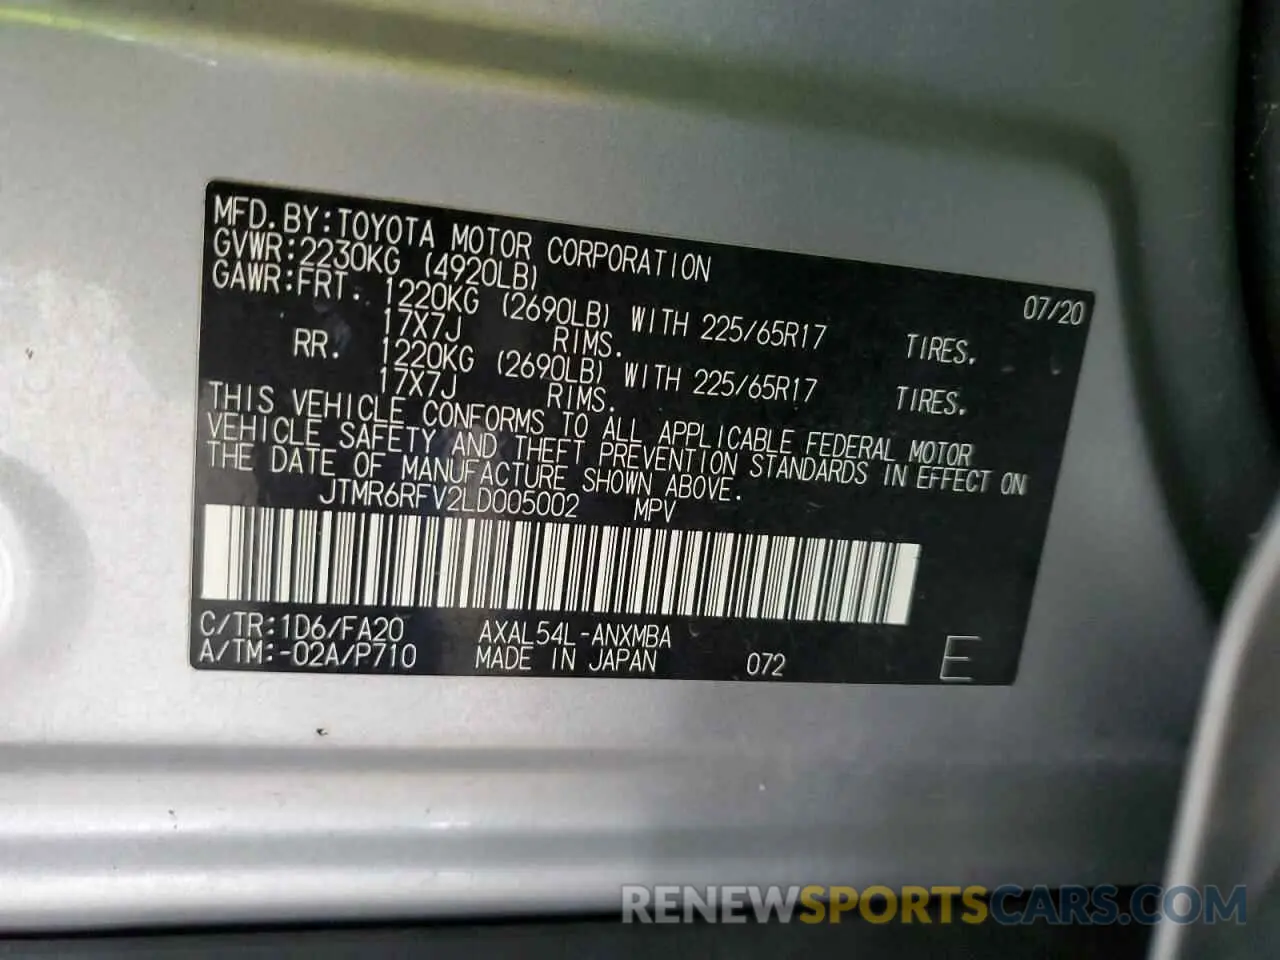 MFD.BY:TOYOTA MOTOR CORPORATION 07/20
GVWR:2230KG (4920LB)
GAWR:FRT. 1220KG (2690LB) WITH 225/65R17 TIRES,
17X7J RIMS.
RR. 1220KG (2690LB) WITH 225/65R17 TIRES,
17X7J RIMS.
THIS VEHICLE CONFORMS TO ALL APPLICABLE FEDERAL MOTOR
VEHICLE SAFETY AND THEFT PREVENTION STANDARDS IN EFFECT ON
THE DATE OF MANUFACTURE SHOWN ABOVE.
JTMR6RFV2LD005002 MPV
C/TR:1D6/FA20 AXAL54L-ANXMBA
A/TM:-02A/P710 MADE IN JAPAN 072 E
RENEWSPORTSCARS.COM